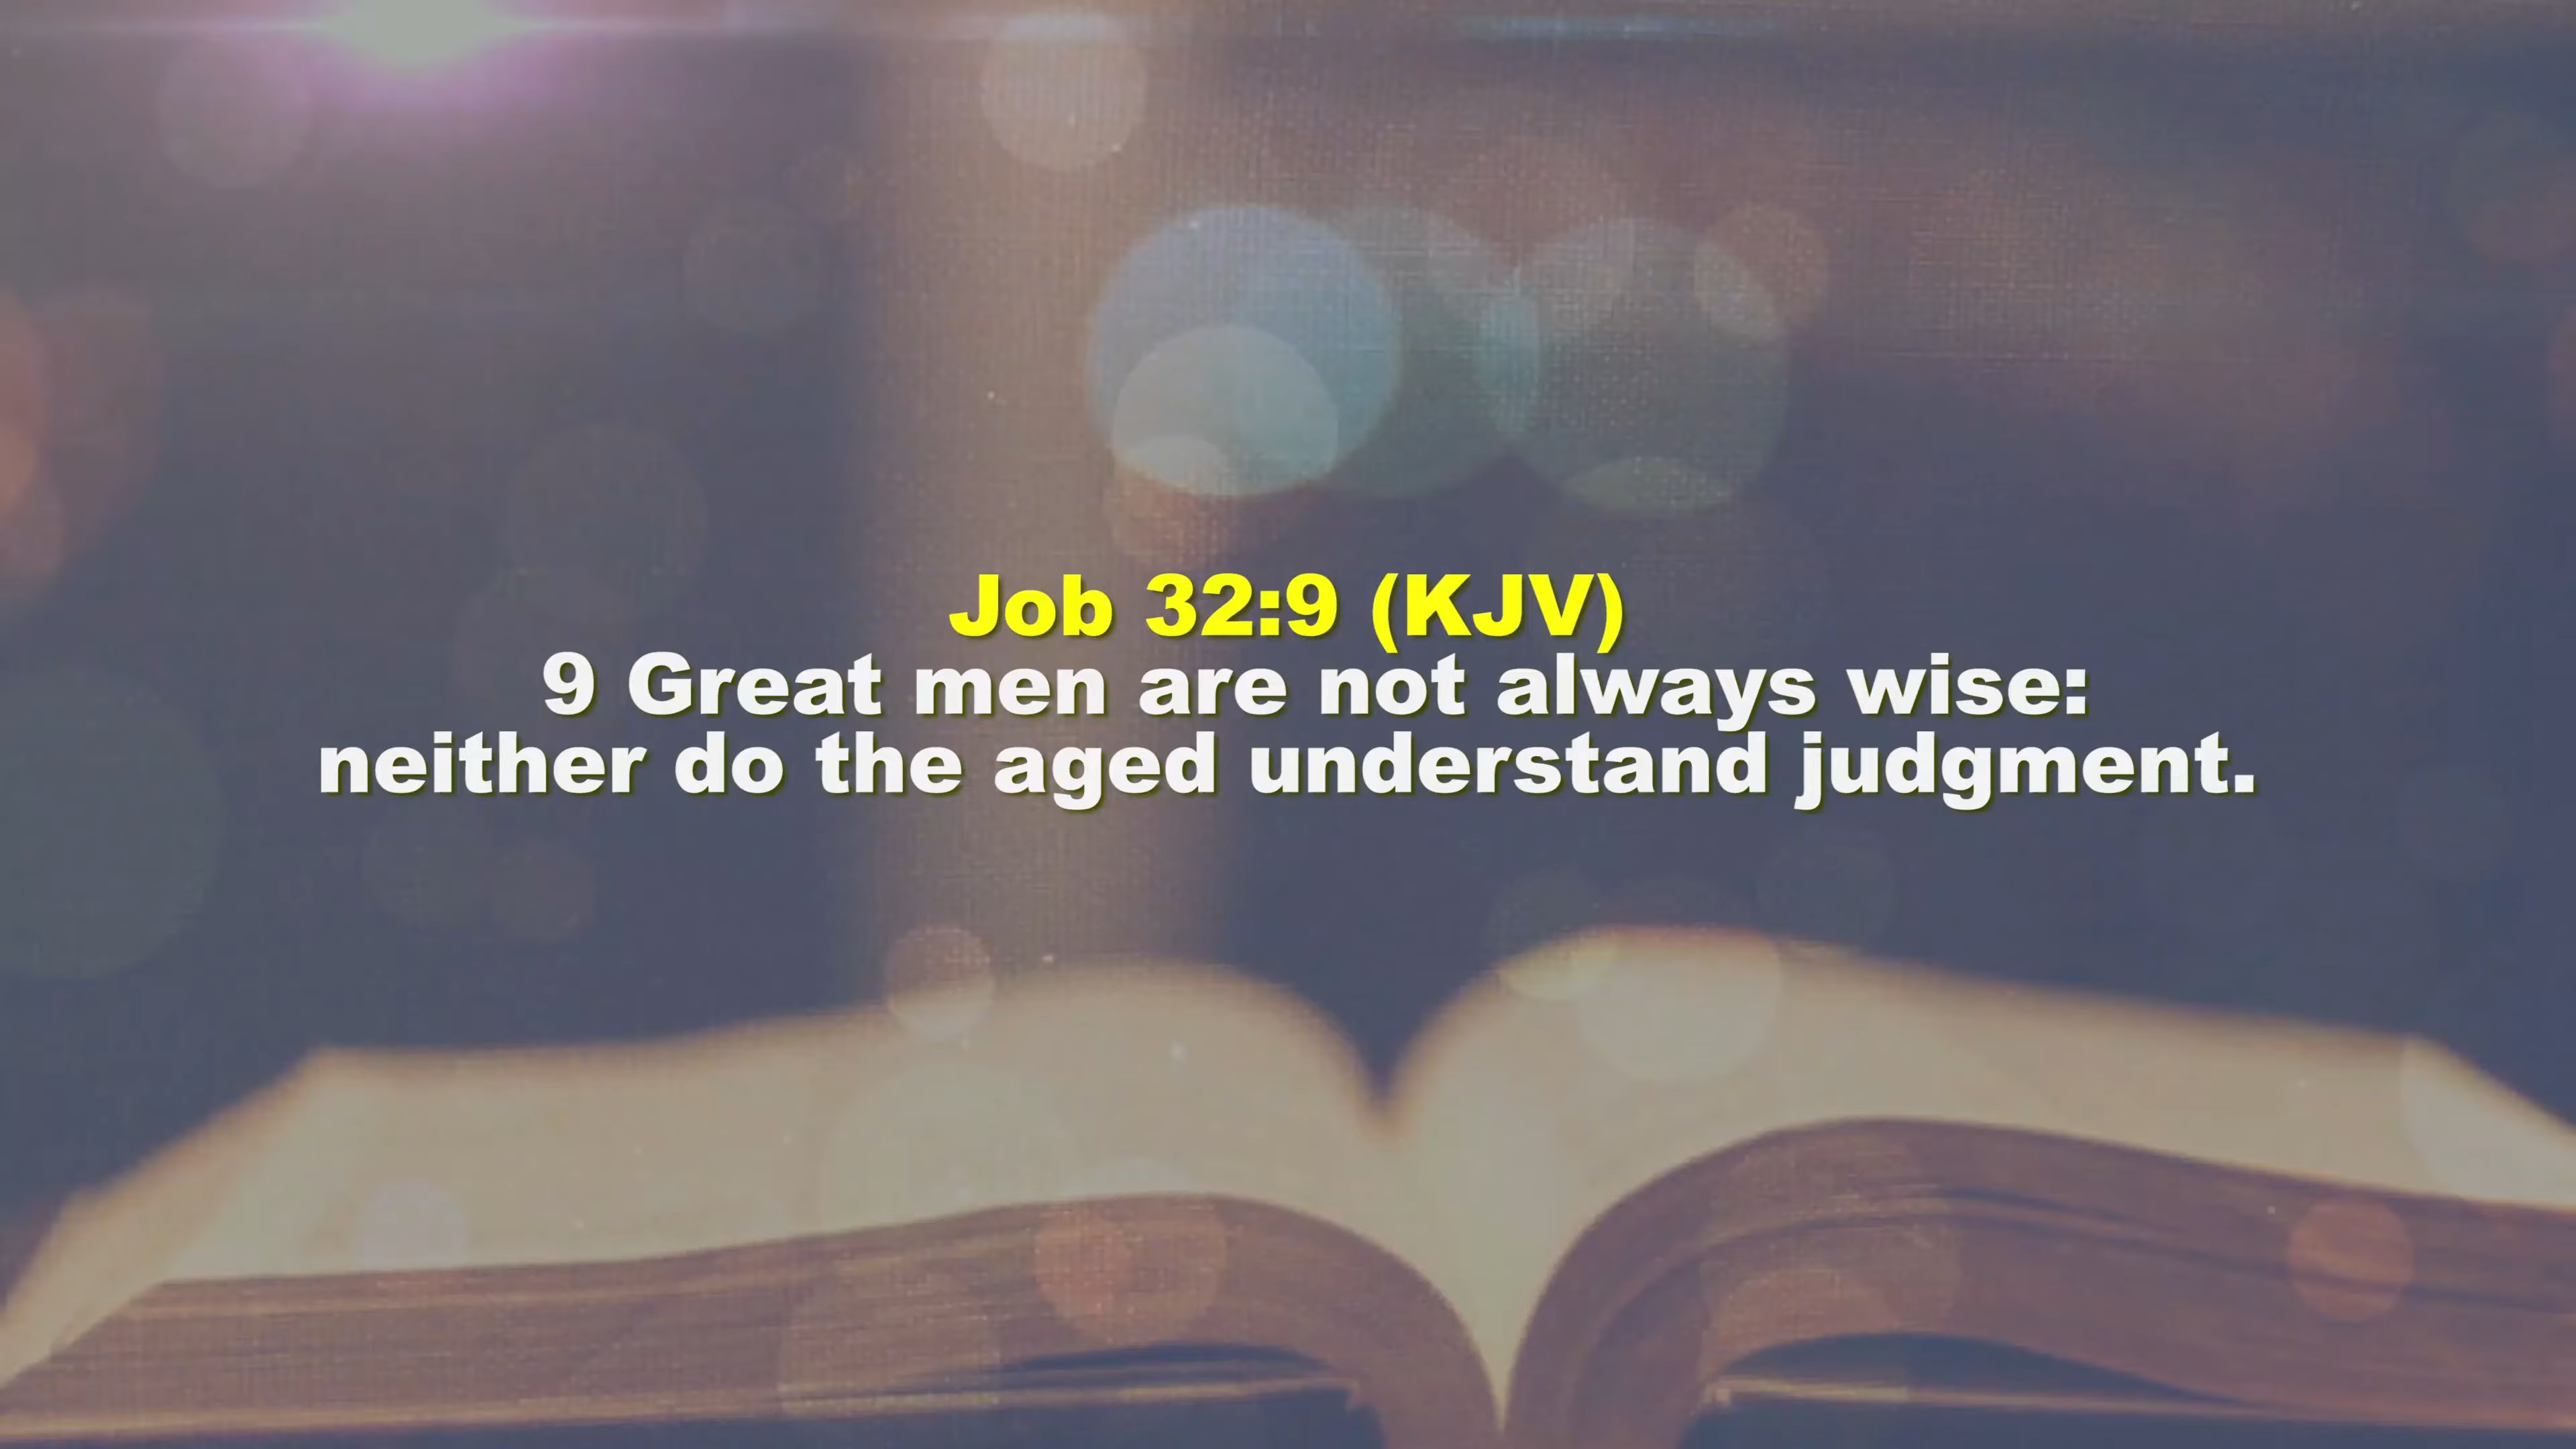 Job 32:9 (KJV)
9 Great men are not always wise:
neither do the aged understand judgment.